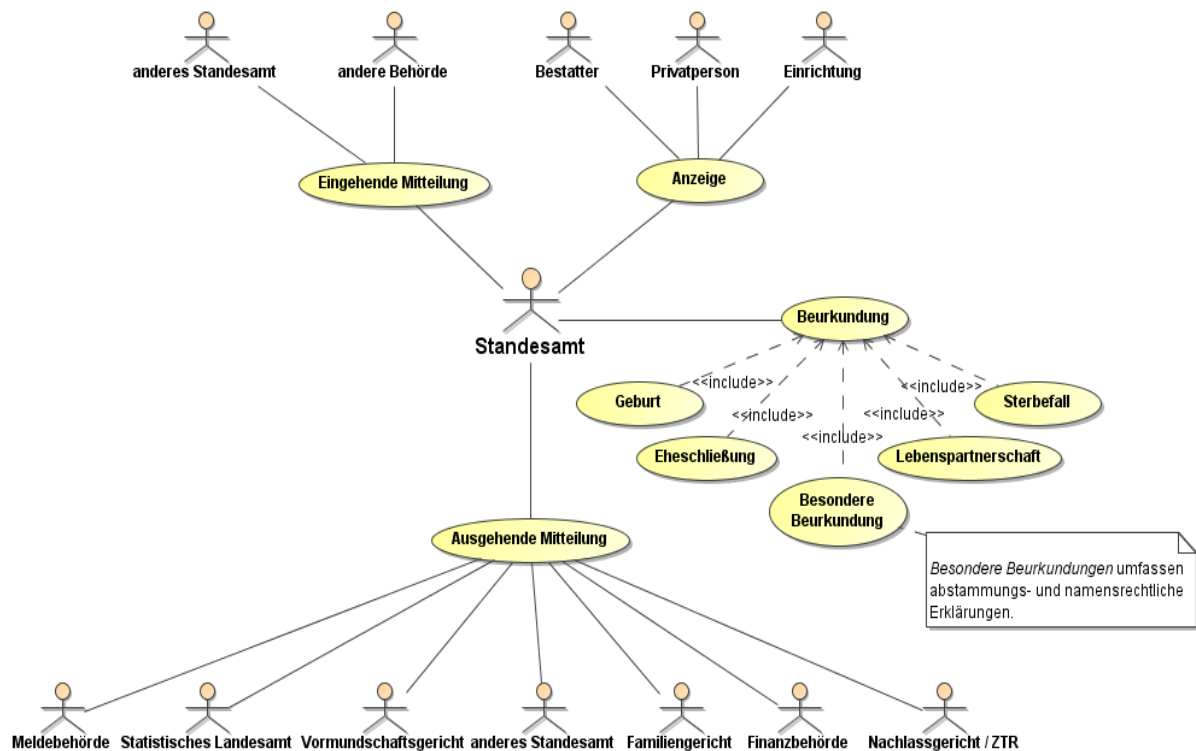 anderes Standesamt
andere Behörde
Bestatter
Privatperson
Einrichtung
Eingehende Mitteilung
Anzeige
Standesamt
Beurkundung
<<include>>
<<include>>
<<include>>
<<include>>
<<include>>
Geburt
Sterbefall
Eheschließung
Lebenspartnerschaft
Besondere
Beurkundung
Ausgehende Mitteilung
Besondere Beurkundungen umfassen
abstammungs- und namensrechtliche
Erklärungen.
Meldebehörde
Statistisches Landesamt
Vormundschaftsgericht
anderes Standesamt
Familiengericht
Finanzbehörde
Nachlassgericht / ZTR